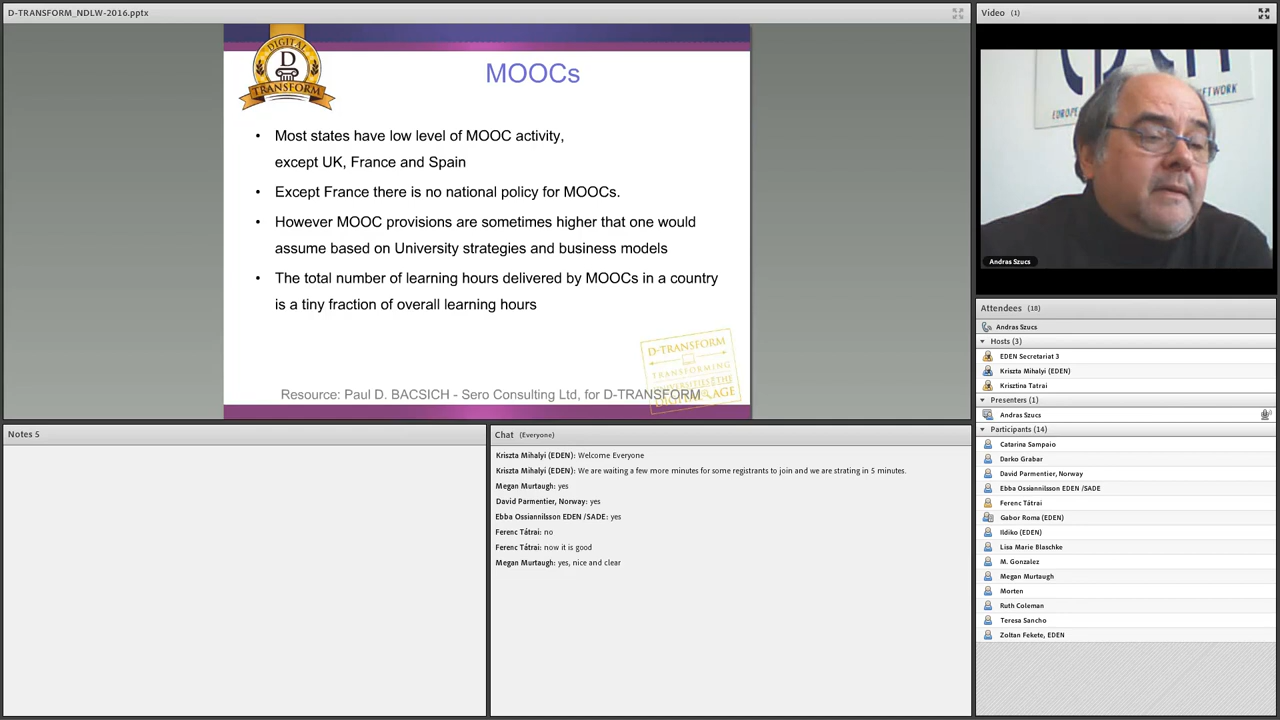 D-TRANSFORM_NDLW-2016.pptx
DIGITAL
D
TRANSFORM
MOOCs
• Most states have low level of MOOC activity,
except UK, France and Spain
• Except France there is no national policy for MOOCs.
• However MOOC provisions are sometimes higher that one would
assume based on University strategies and business models
• The total number of learning hours delivered by MOOCs in a country
is a tiny fraction of overall learning hours
D-TRANSFORM
TRANSFORMING
UNIVERSITIES
DIGITAL AGE
Resource: Paul D. BACSICH - Sero Consulting Ltd, for D-TRANSFORM
Video (1)
NETWORK
Andras Szucs
Attendees (18)
Andras Szucs
Hosts (3)
EDEN Secretariat 3
Kriszta Mihalyi (EDEN)
Krisztina Tatrai
Presenters (1)
Andras Szucs
Participants (14)
Catarina Sampaio
Darko Grabar
David Parmentier, Norway
Ebba Ossiannilsson EDEN /SADE
Ferenc Tátrai
Gabor Roma (EDEN)
Ildiko (EDEN)
Lisa Marie Blaschke
M. Gonzalez
Megan Murtaugh
Morten
Ruth Coleman
Teresa Sancho
Zoltan Fekete, EDEN
Notes 5
Chat (Everyone)
Kriszta Mihalyi (EDEN): Welcome Everyone
Kriszta Mihalyi (EDEN): We are waiting a few more minutes for some registrants to join and we are strating in 5 minutes.
Megan Murtaugh: yes
David Parmentier, Norway: yes
Ebba Ossiannilsson EDEN /SADE: yes
Ferenc Tátrai: no
Ferenc Tátrai: now it is good
Megan Murtaugh: yes, nice and clear